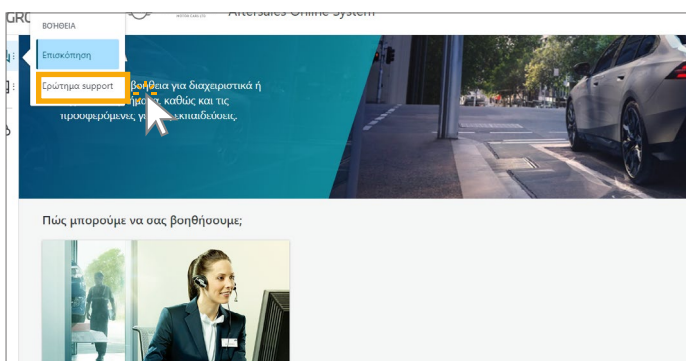 GRO
Aftersales Online System
ΒΟΉΘΕΙΑ
Επισκόπηση
Ερώτημα support
βοήθεια για διαχειριστικά ή
καθώς και τις
προσφερόμενες εκπαιδεύσεις.
Πώς μπορούμε να σας βοηθήσουμε;